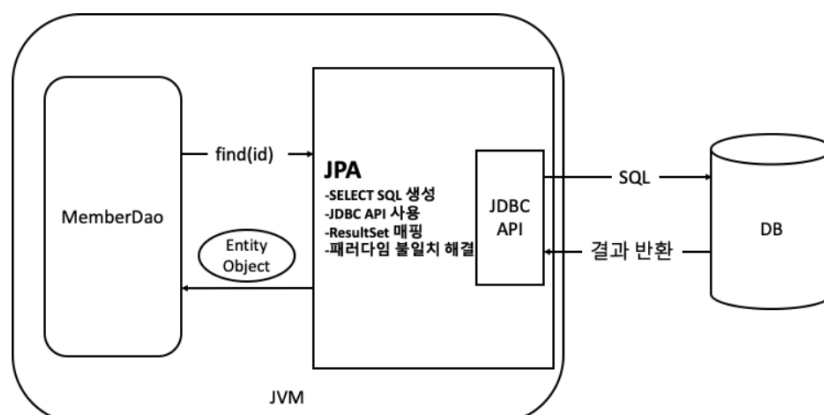 MemberDao
find(id)
Entity
Object
JPA
-SELECT SQL 생성
-JDBC API 사용
-ResultSet 매핑
-패러다임 불일치 해결
JDBC
API
SQL
결과 반환
DB
JVM